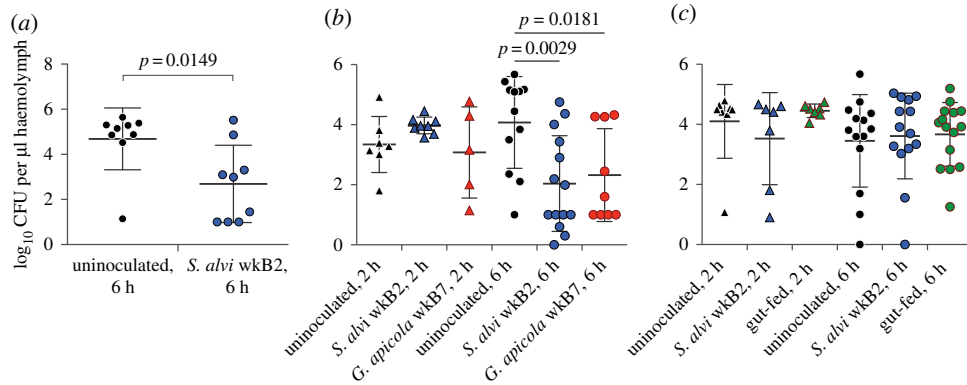 (a)
(b)
(c)
p = 0.0181
p = 0.0149
p = 0.0029
log10 CFU per µl haemolymph
8
6
4
2
0
6
4
2
0
6
4
2
0
uninoculated,
6 h
S. alvi wkB2,
6 h
uninoculated, 2 h
S. alvi wkB2, 2 h
G. apicola wkB7, 2 h
uninoculated, 6 h
S. alvi wkB2, 6 h
G. apicola wkB7, 6 h
uninoculated, 2 h
S. alvi wkB2, 2 h
gut-fed, 2 h
uninoculated, 6 h
S. alvi wkB2, 6 h
gut-fed, 6 h